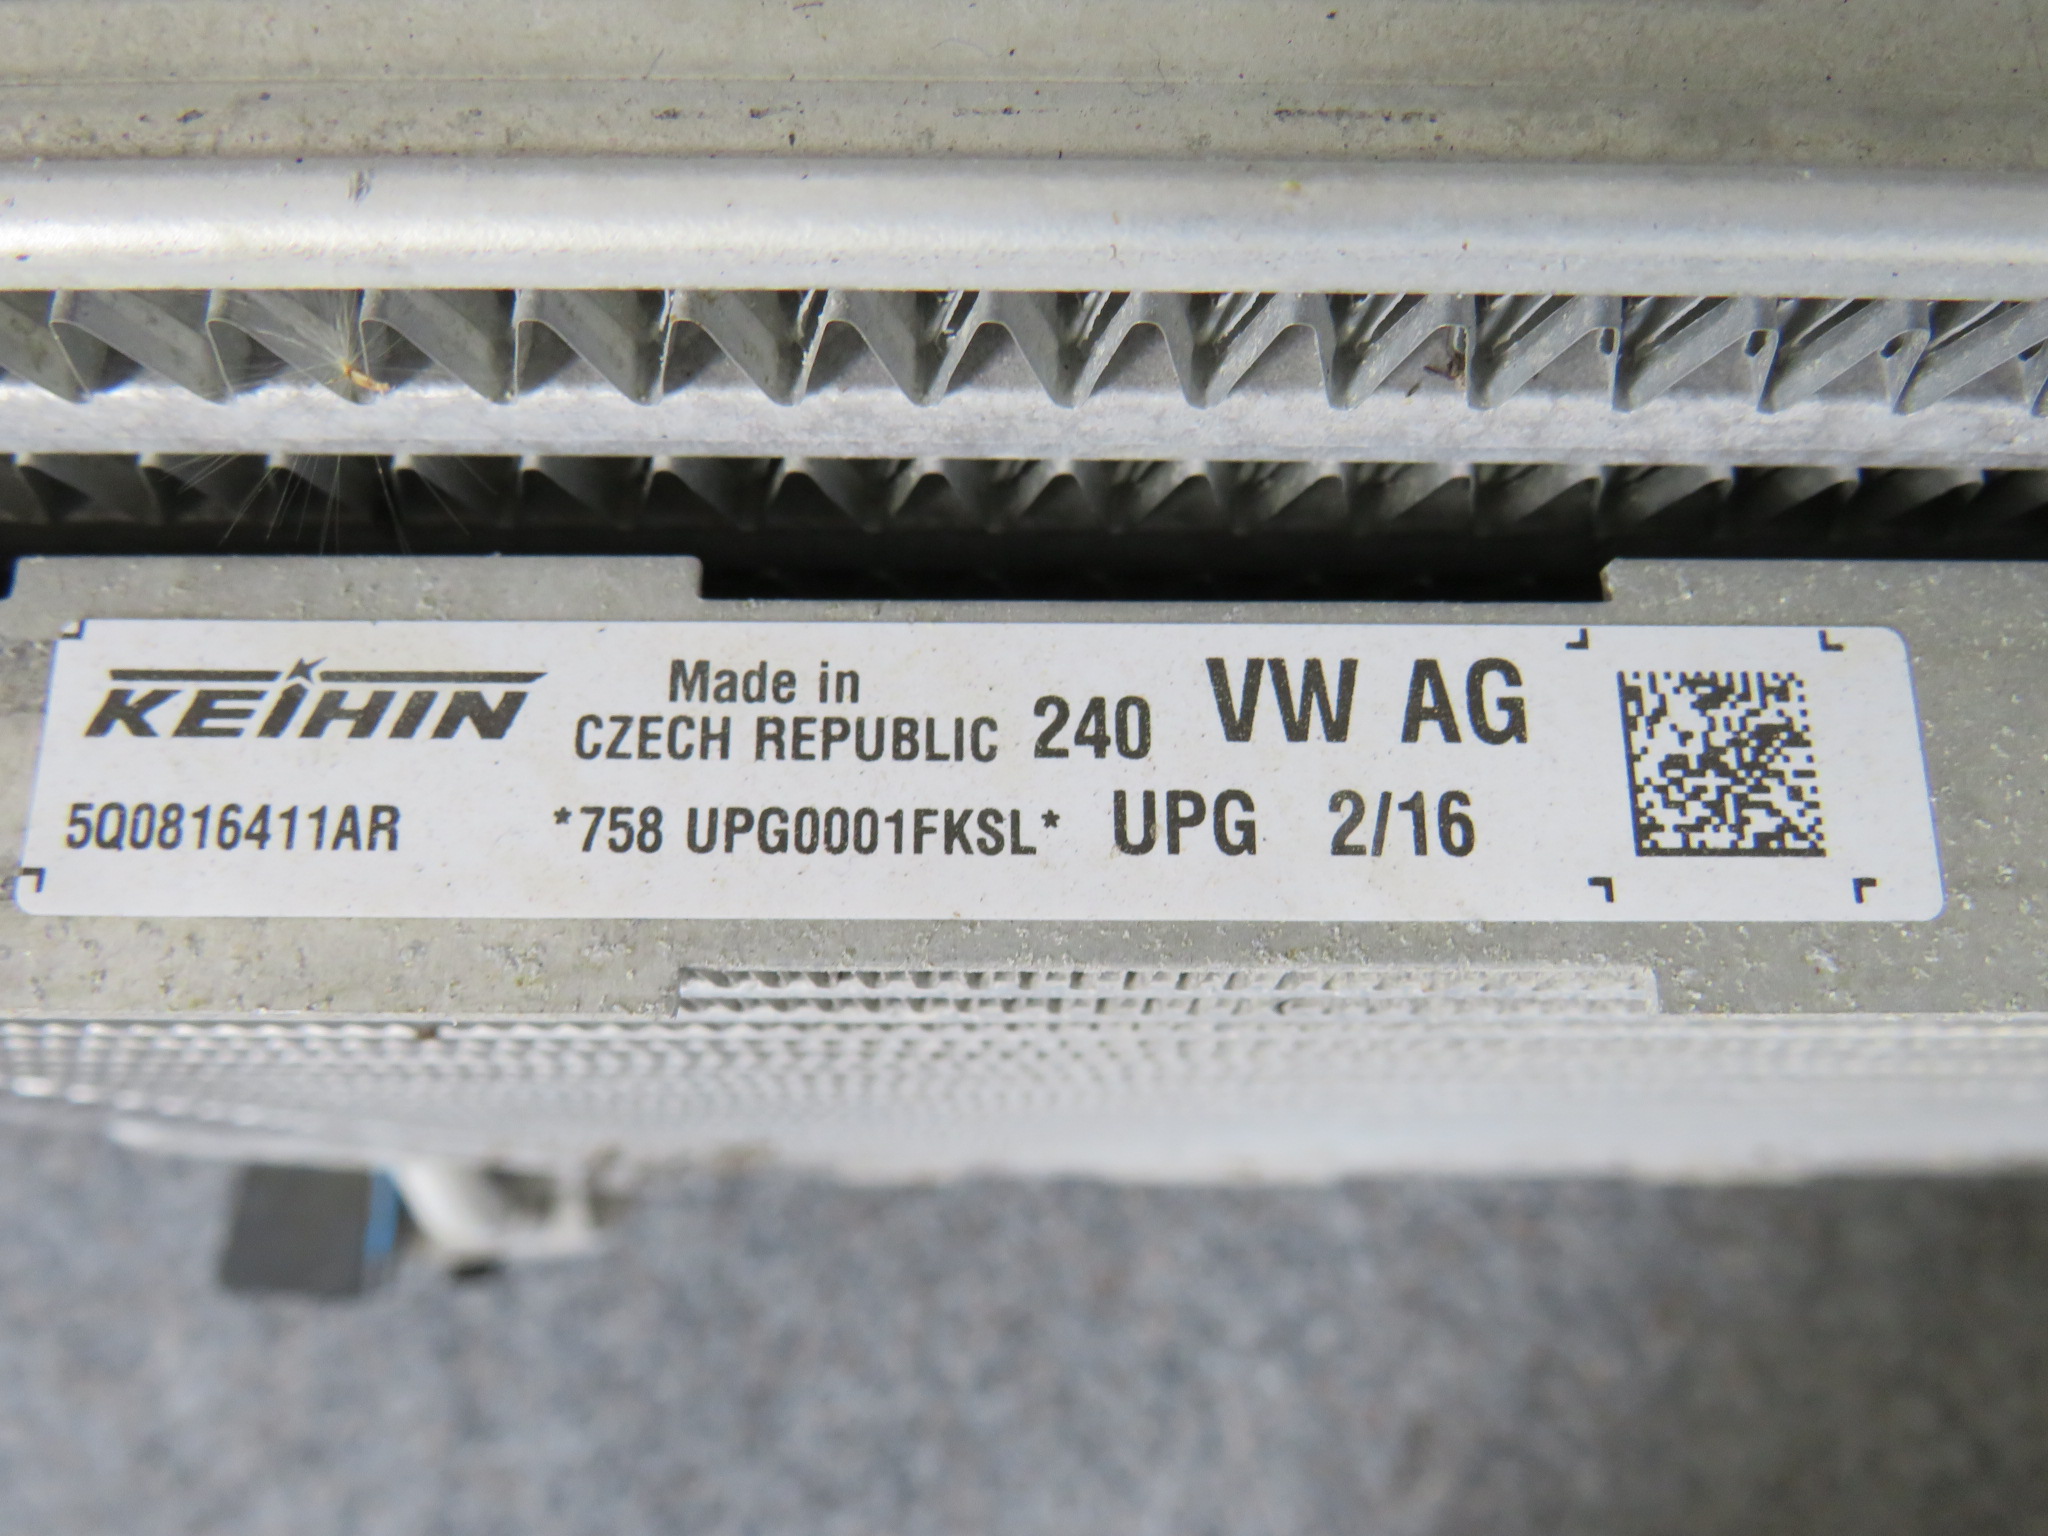 KEIHIN Made in
CZECH REPUBLIC 240 VW AG
5Q0816411AR *758 UPG0001FKSL* UPG 2/16